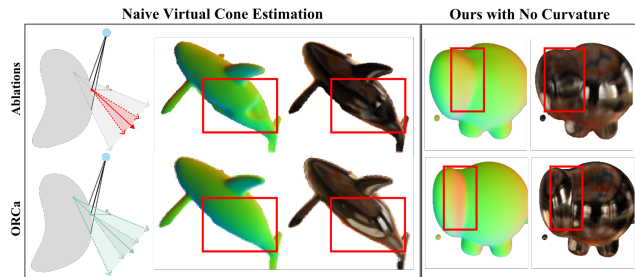 Naive Virtual Cone Estimation
Ours with No Curvature
Ablations
ORCa